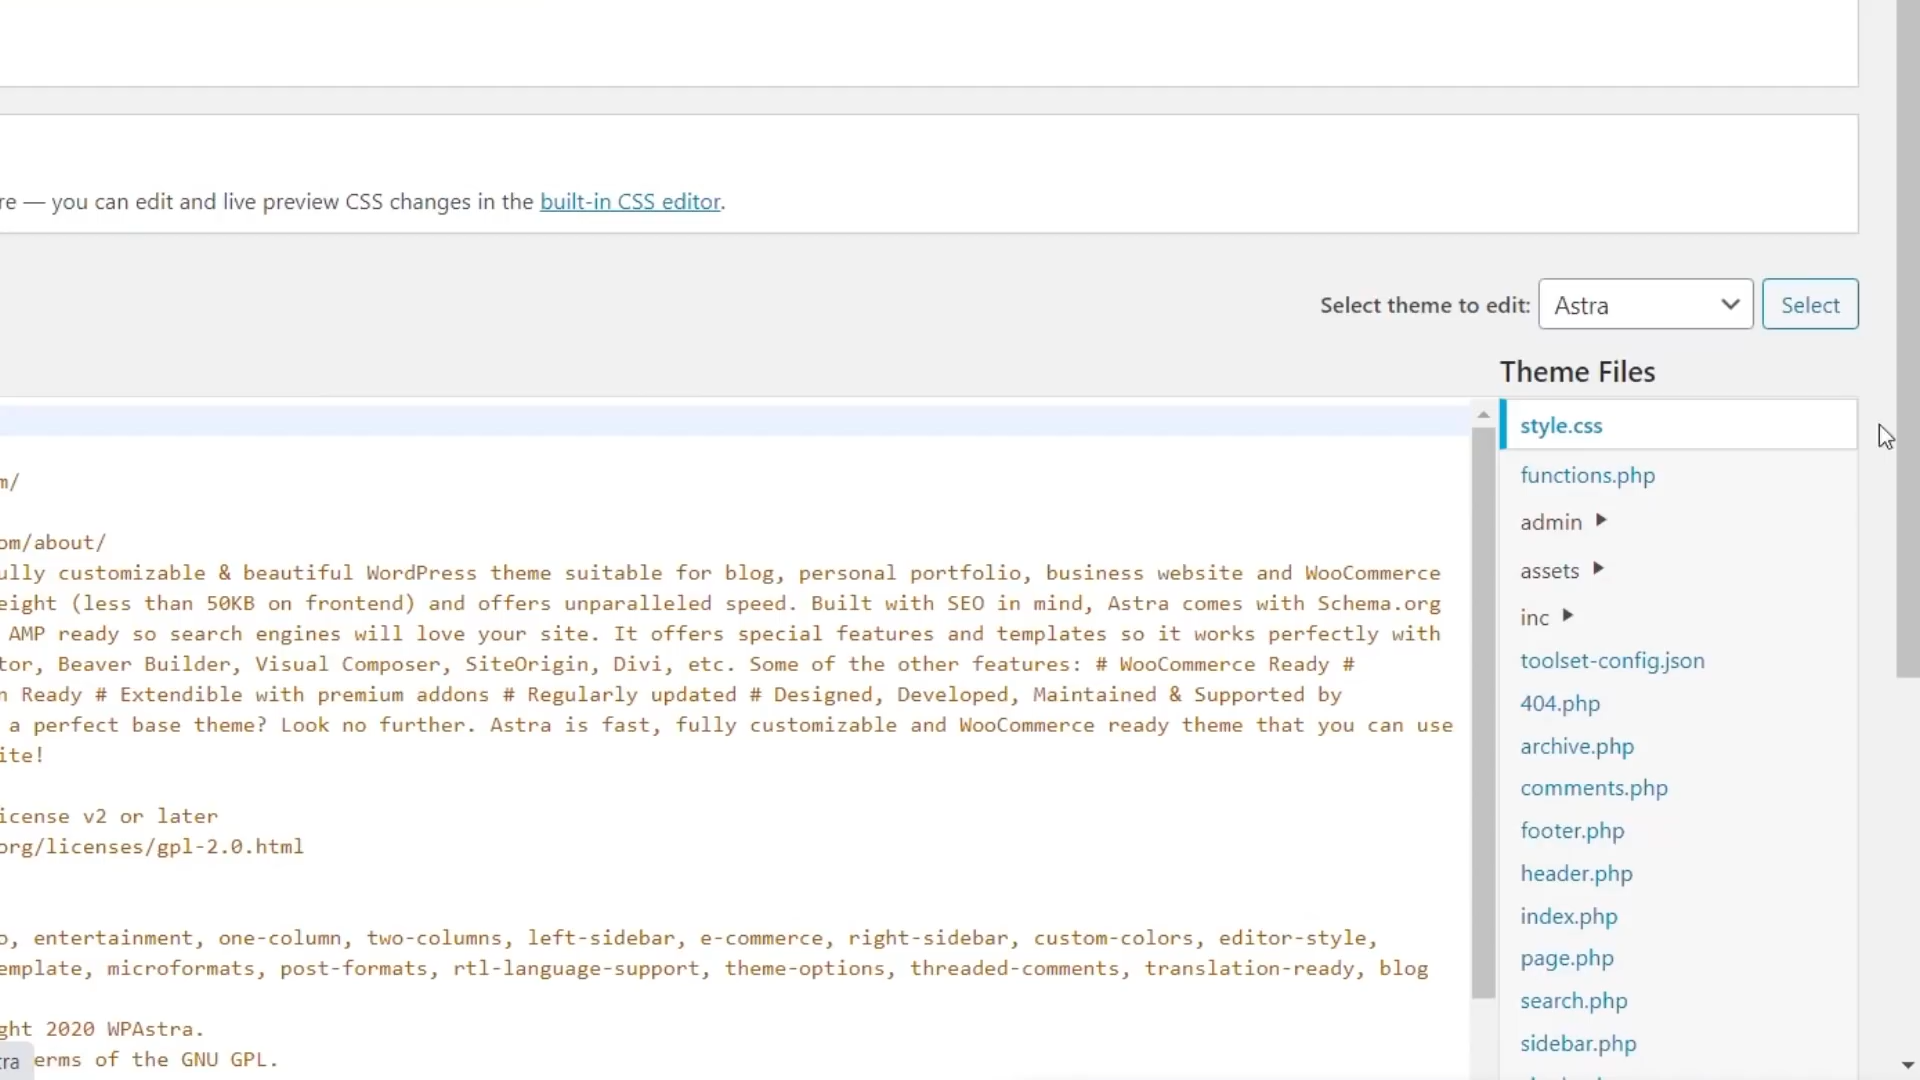 re — you can edit and live preview CSS changes in the built-in CSS editor.
Select theme to edit: Astra Select
Theme Files
style.css
functions.php
admin
assets
inc
toolset-config.json
404.php
archive.php
comments.php
footer.php
header.php
index.php
page.php
search.php
sidebar.php
m/
om/about/
ully customizable & beautiful WordPress theme suitable for blog, personal portfolio, business website and WooCommerce
eight (less than 50KB on frontend) and offers unparalleled speed. Built with SEO in mind, Astra comes with Schema.org
AMP ready so search engines will love your site. It offers special features and templates so it works perfectly with
tor, Beaver Builder, Visual Composer, SiteOrigin, Divi, etc. Some of the other features: # WooCommerce Ready #
n Ready # Extendible with premium addons # Regularly updated # Designed, Developed, Maintained & Supported by
a perfect base theme? Look no further. Astra is fast, fully customizable and WooCommerce ready theme that you can use
ite!
icense v2 or later
org/licenses/gpl-2.0.html
o, entertainment, one-column, two-columns, left-sidebar, e-commerce, right-sidebar, custom-colors, editor-style,
emplate, microformats, post-formats, rtl-language-support, theme-options, threaded-comments, translation-ready, blog
ght 2020 WPAstra.
erms of the GNU GPL.
tra